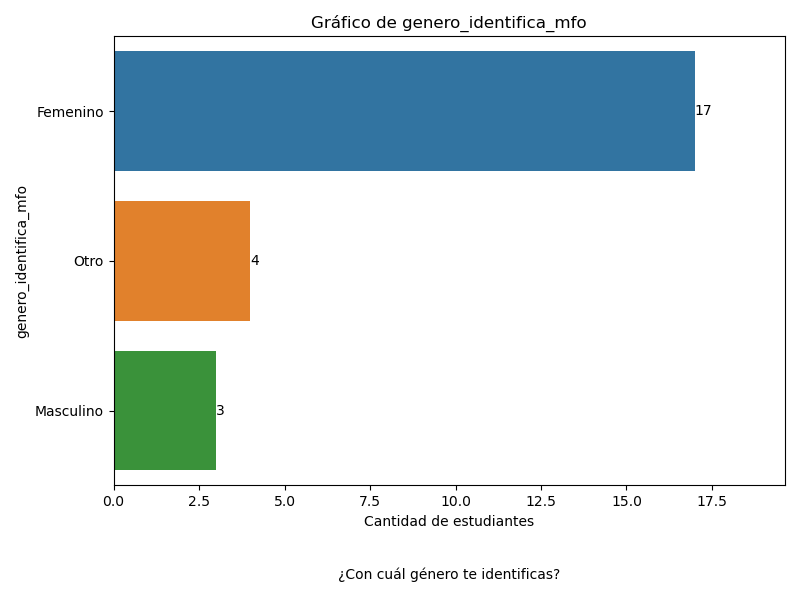 Gráfico de genero_identifica_mfo
genero_identifica_mfo
Femenino
17
Otro
4
Masculino
3
0.0 2.5 5.0 7.5 10.0 12.5 15.0 17.5
Cantidad de estudiantes
¿Con cuál género te identificas?